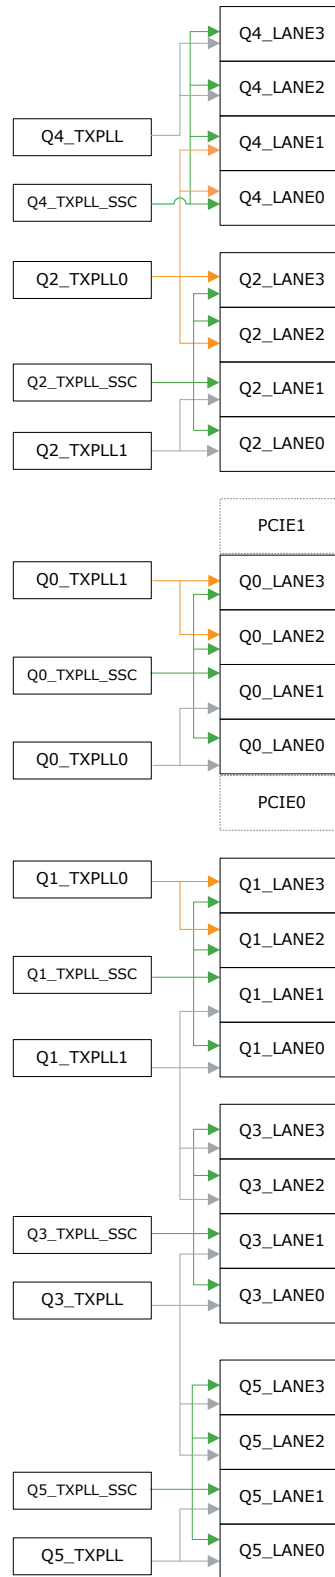 Q4_LANE3
Q4_LANE2
Q4_TXPLL
Q4_LANE1
Q4_TXPLL_SSC
Q4_LANE0
Q2_TXPLL0
Q2_LANE3
Q2_LANE2
Q2_TXPLL_SSC
Q2_LANE1
Q2_TXPLL1
Q2_LANE0
PCIE1
Q0_TXPLL1
Q0_LANE3
Q0_LANE2
Q0_TXPLL_SSC
Q0_LANE1
Q0_TXPLL0
Q0_LANE0
PCIE0
Q1_TXPLL0
Q1_LANE3
Q1_LANE2
Q1_TXPLL_SSC
Q1_LANE1
Q1_TXPLL1
Q1_LANE0
Q3_LANE3
Q3_LANE2
Q3_TXPLL_SSC
Q3_LANE1
Q3_TXPLL
Q3_LANE0
Q5_LANE3
Q5_LANE2
Q5_TXPLL_SSC
Q5_LANE1
Q5_TXPLL
Q5_LANE0